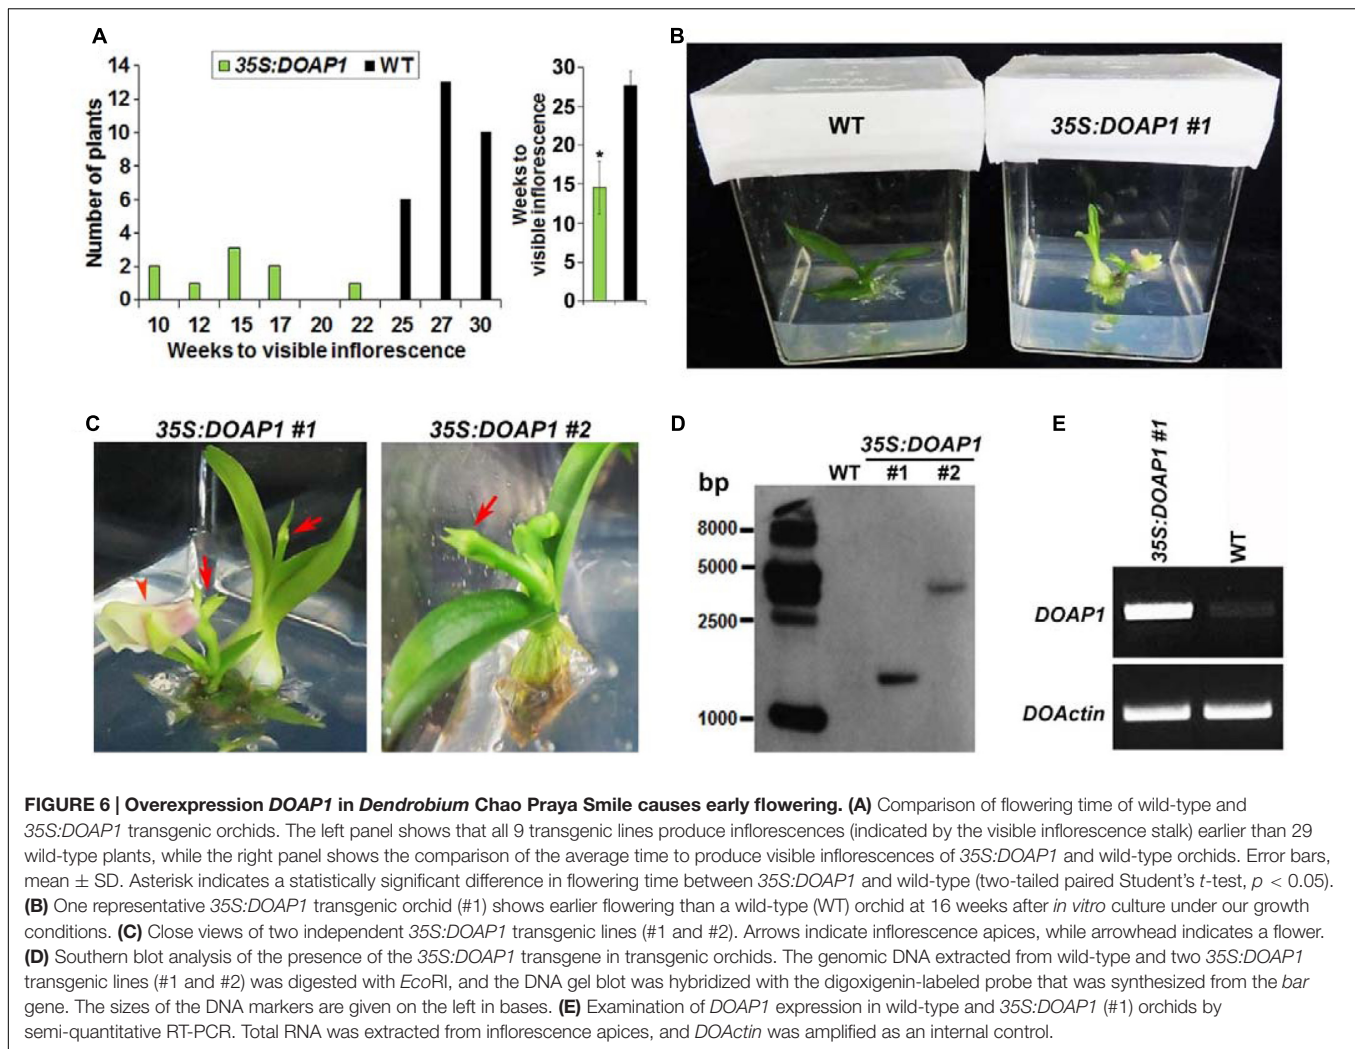 A
35S:DOAP1 WT
Number of plants
14
12
10
8
6
4
2
0
10 12 15 17 20 22 25 27 30
Weeks to visible inflorescence
Weeks to
visible inflorescence
30
25
20
15
10
5
0
*
B
WT
35S:DOAP1 #1
C
35S:DOAP1 #1
35S:DOAP1 #2
D
35S:DOAP1
WT #1 #2
bp
8000
5000
2500
1000
E
35S:DOAP1 #1
WT
DOAP1
DOActin
FIGURE 6 | Overexpression DOAP1 in Dendrobium Chao Praya Smile causes early flowering. (A) Comparison of flowering time of wild-type and
35S:DOAP1 transgenic orchids. The left panel shows that all 9 transgenic lines produce inflorescences (indicated by the visible inflorescence stalk) earlier than 29
wild-type plants, while the right panel shows the comparison of the average time to produce visible inflorescences of 35S:DOAP1 and wild-type orchids. Error bars,
mean ± SD. Asterisk indicates a statistically significant difference in flowering time between 35S:DOAP1 and wild-type (two-tailed paired Student's t-test, p < 0.05).
(B) One representative 35S:DOAP1 transgenic orchid (#1) shows earlier flowering than a wild-type (WT) orchid at 16 weeks after in vitro culture under our growth
conditions. (C) Close views of two independent 35S:DOAP1 transgenic lines (#1 and #2). Arrows indicate inflorescence apices, while arrowhead indicates a flower.
(D) Southern blot analysis of the presence of the 35S:DOAP1 transgene in transgenic orchids. The genomic DNA extracted from wild-type and two 35S:DOAP1
transgenic lines (#1 and #2) was digested with EcoRI, and the DNA gel blot was hybridized with the digoxigenin-labeled probe that was synthesized from the bar
gene. The sizes of the DNA markers are given on the left in bases. (E) Examination of DOAP1 expression in wild-type and 35S:DOAP1 (#1) orchids by
semi-quantitative RT-PCR. Total RNA was extracted from inflorescence apices, and DOActin was amplified as an internal control.